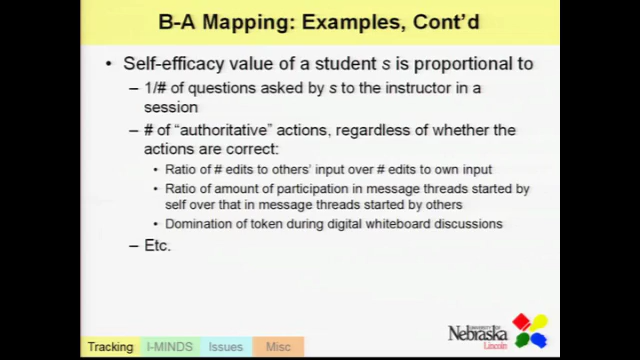 B-A Mapping: Examples, Cont'd
• Self-efficacy value of a student s is proportional to
– 1/# of questions asked by s to the instructor in a
session
– # of "authoritative" actions, regardless of whether the
actions are correct:
• Ratio of # edits to others' input over # edits to own input
• Ratio of amount of participation in message threads started by
self over that in message threads started by others
• Domination of token during digital whiteboard discussions
– Etc.
UNIVERSITY OF
Nebraska
Lincoln
Tracking I-MINDS Issues Misc